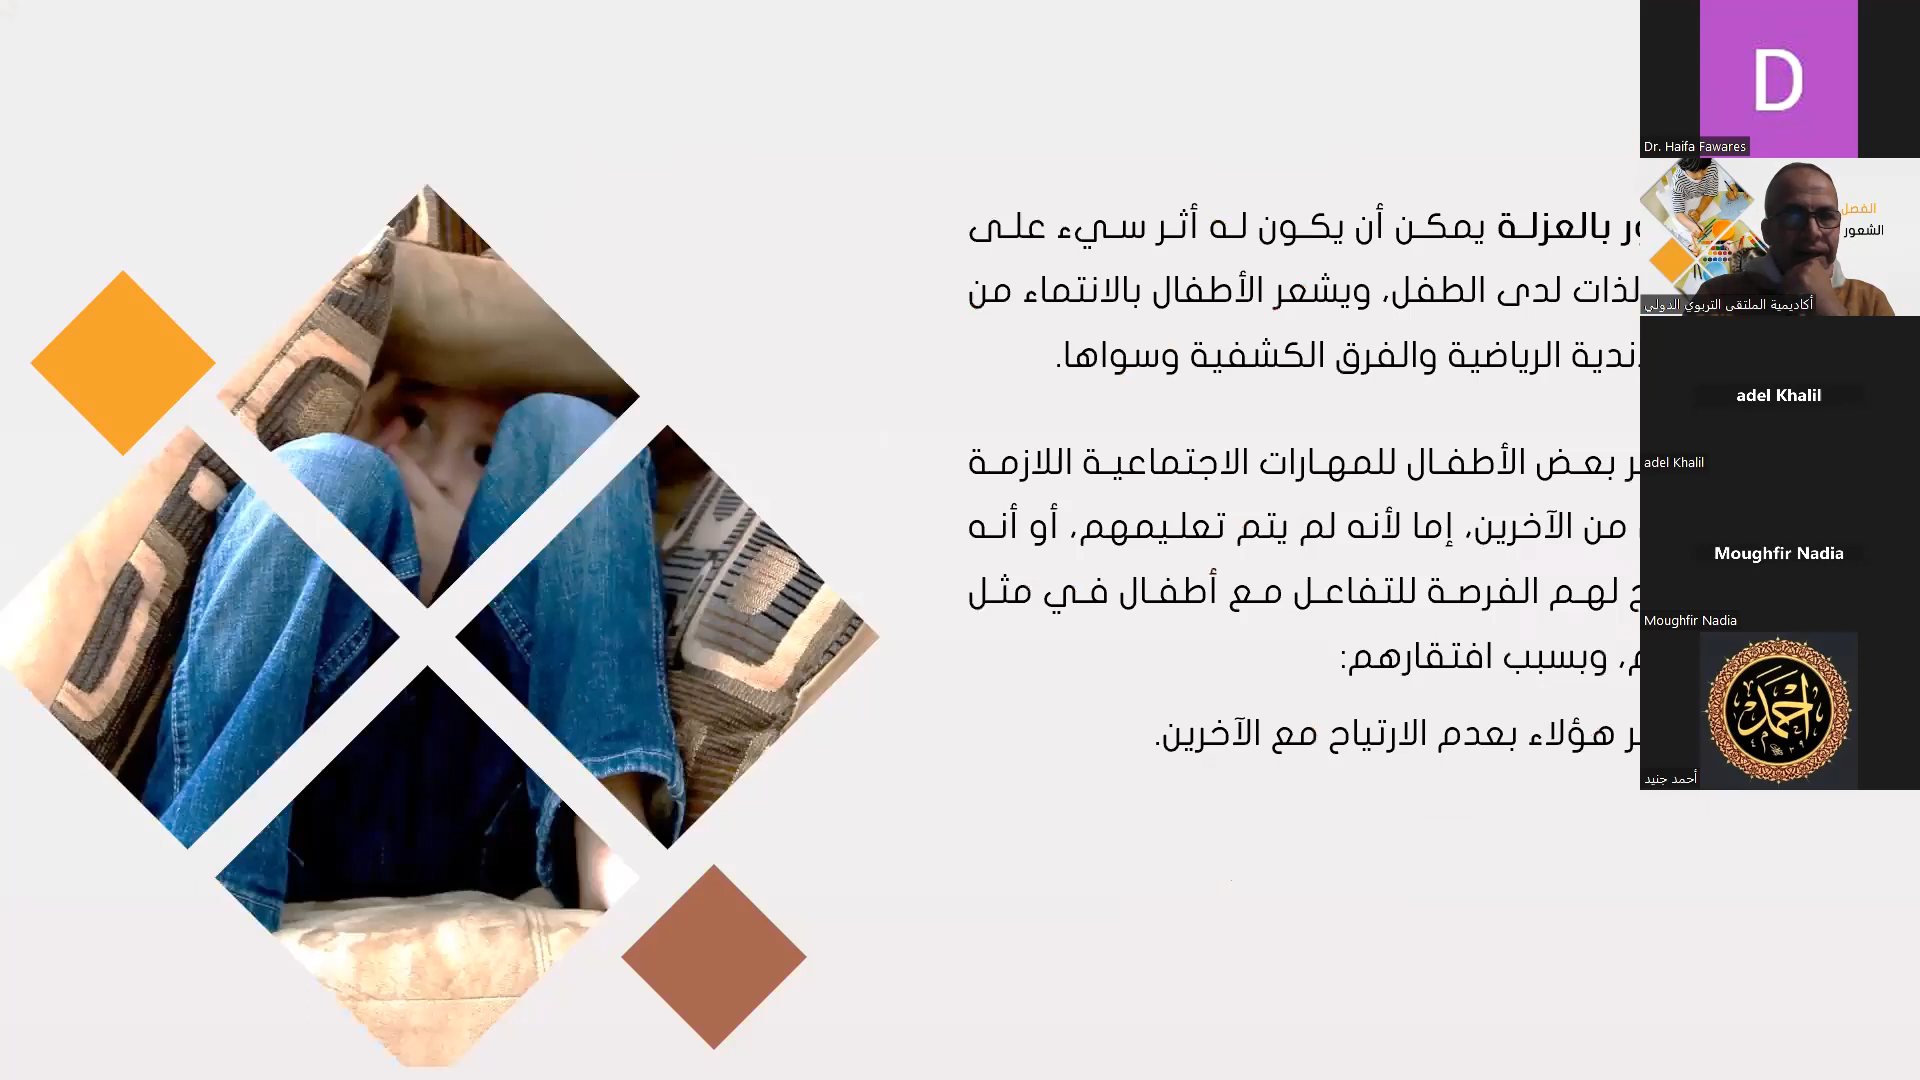 بالعزلة يمكن أن يكون له أثر سيء على
لذات لدى الطفل، ويشعر الأطفال بالانتماء من
الرياضية والفرق الكشفية وسواها.
بعض الأطفال للمهارات الاجتماعية اللازمة
من الآخرين، إما لأنه لم يتم تعليمهم، أو أنه
لهم الفرصة للتفاعل مع أطفال في مثل
، وبسبب افتقارهم:
هؤلاء بعدم الارتياح مع الآخرين.
D
Dr. Haifa Fawares
الفصل
الشعور
أكاديمية الملتقى التربوي الدولي
adel Khalil
adel Khalil
Moughfir Nadia
Moughfir Nadia
أحمد
أحمد جنيد